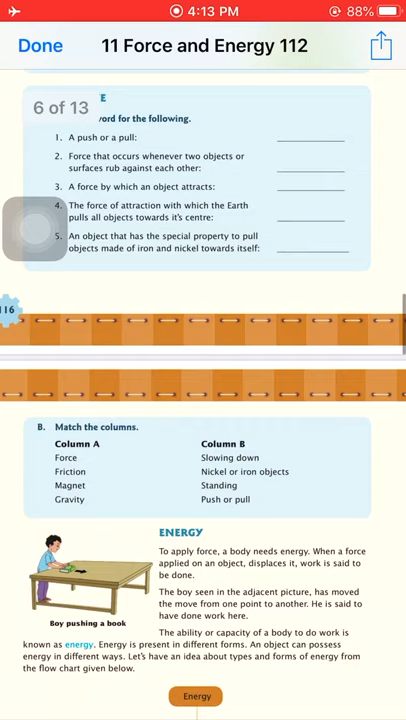 4:13 PM
88%
Done
11 Force and Energy 112
6 of 13
E
word for the following.
1. A push or a pull:
2. Force that occurs whenever two objects or
surfaces rub against each other:
3. A force by which an object attracts:
4. The force of attraction with which the Earth
pulls all objects towards it's centre:
5. An object that has the special property to pull
objects made of iron and nickel towards itself:
116
B. Match the columns.
Column A Column B
Force Slowing down
Friction Nickel or iron objects
Magnet Standing
Gravity Push or pull
ENERGY
To apply force, a body needs energy. When a force
applied on an object, displaces it, work is said to
be done.
The boy seen in the adjacent picture, has moved
the move from one point to another. He is said to
have done work here.
Boy pushing a book
The ability or capacity of a body to do work is
known as energy. Energy is present in different forms. An object can possess
energy in different ways. Let's have an idea about types and forms of energy from
the flow chart given below.
Energy